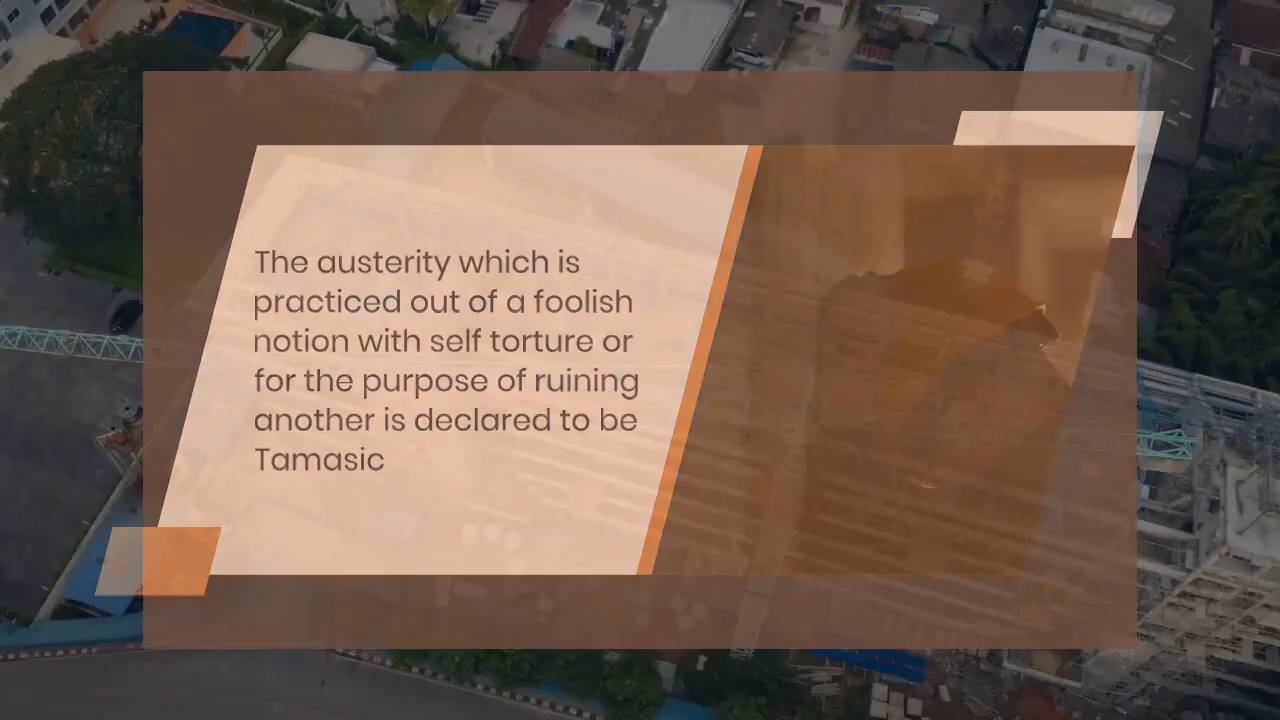 The austerity which is
practiced out of a foolish
notion with self torture or
for the purpose of ruining
another is declared to be
Tamasic